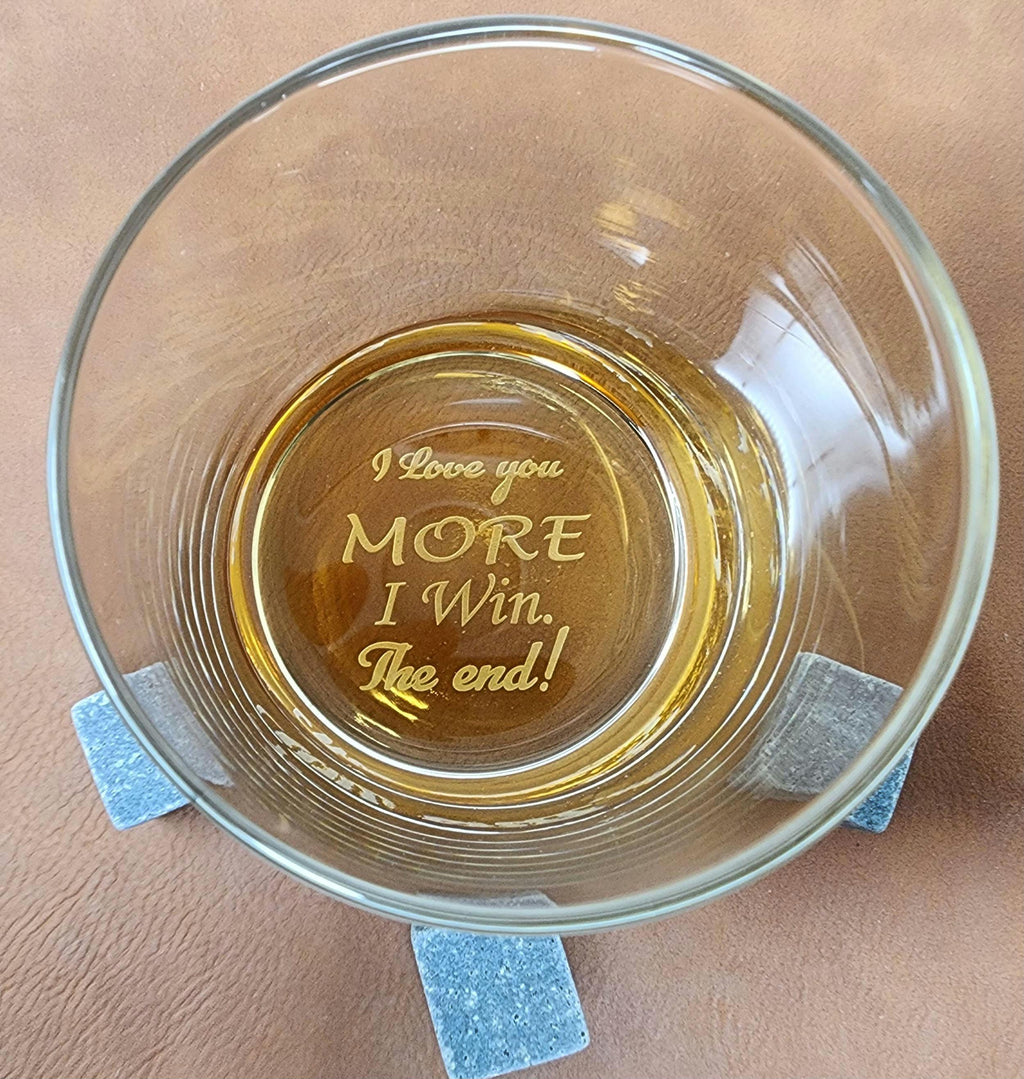 I Love you
MORE
I Win.
The end!